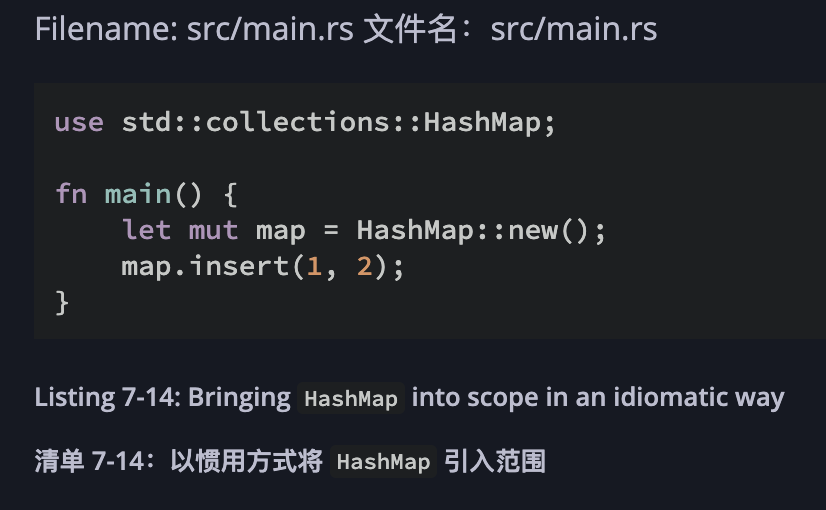 Filename: src/main.rs 文件名：src/main.rs
use std::collections::HashMap;
fn main() {
    let mut map = HashMap::new();
    map.insert(1, 2);
}
Listing 7-14: Bringing HashMap into scope in an idiomatic way
清单 7-14：以惯用方式将 HashMap 引入范围